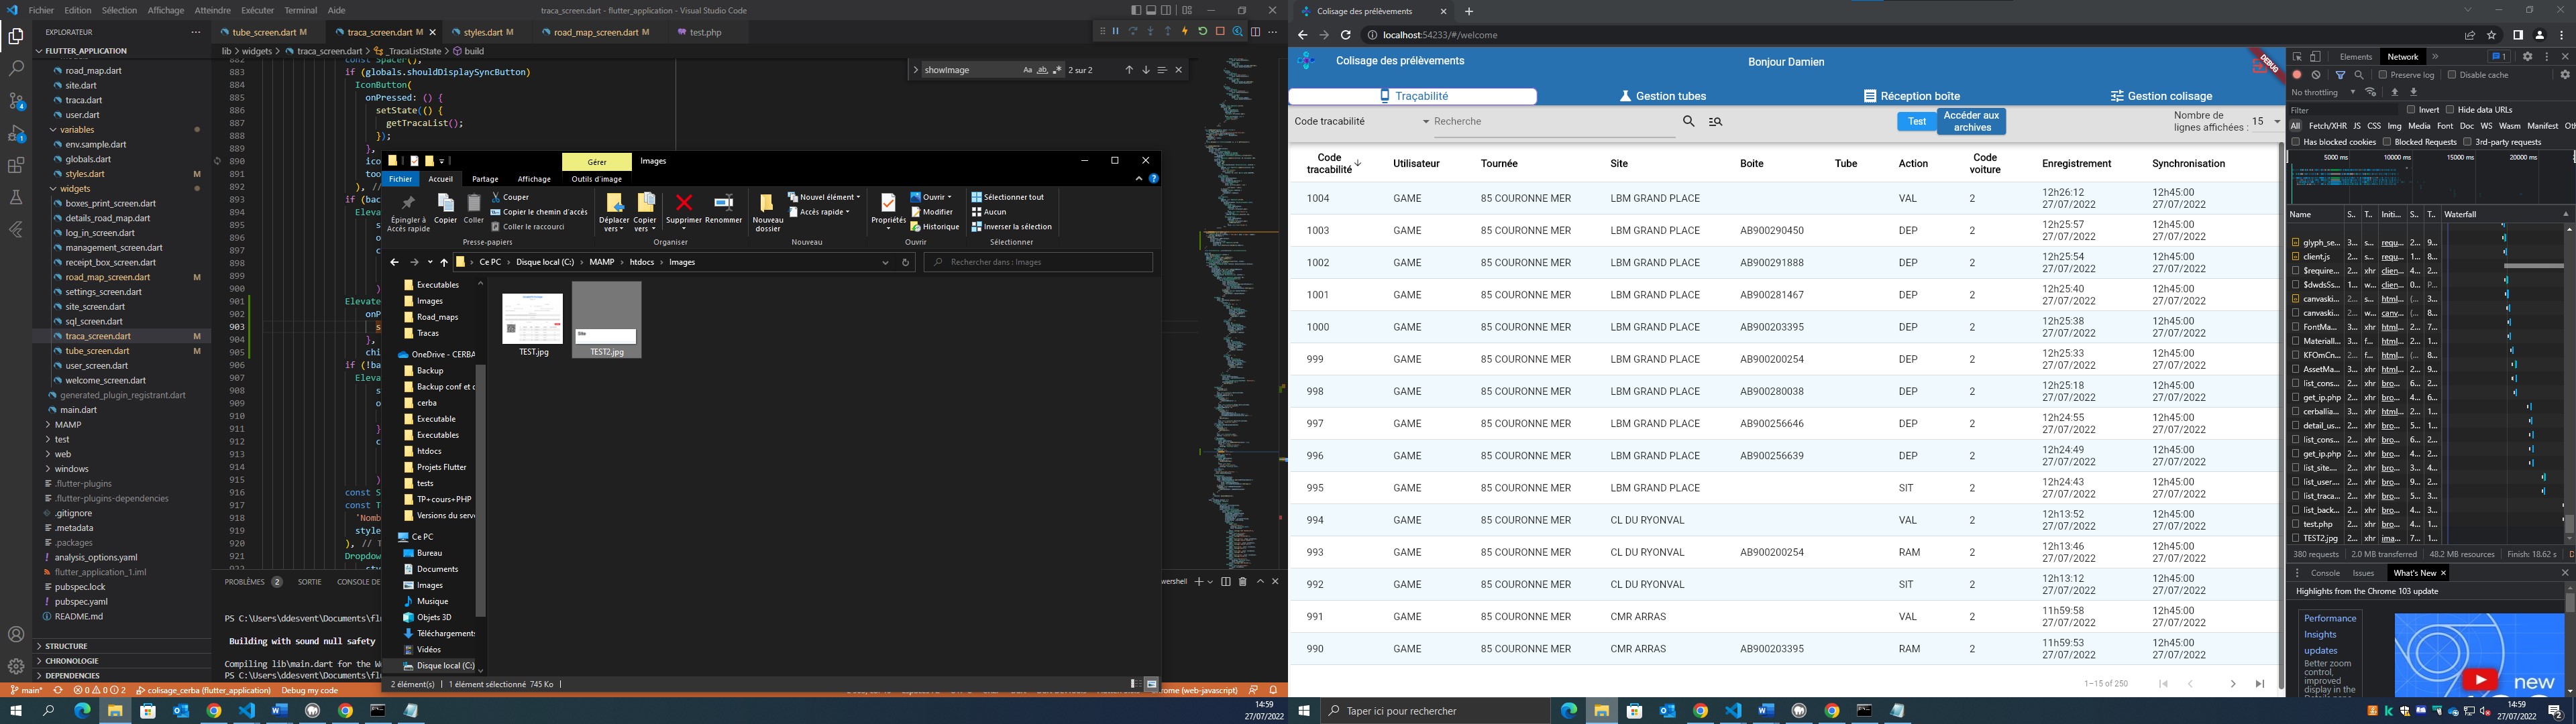 Fichier Edition Sélection Affichage Atteindre Exécuter Terminal Aide
traca_screen.dart - flutter_application - Visual Studio Code
EXPLORATEUR
FLUTTER_APPLICATION
road_map.dart
site.dart
traca.dart
user.dart
variables
env.sample.dart
globals.dart
styles.dart M
widgets
boxes_print_screen.dart
details_road_map.dart
log_in_screen.dart
management_screen.dart
receipt_box_screen.dart
road_map_screen.dart M
settings_screen.dart
site_screen.dart
sql_screen.dart
traca_screen.dart M
tube_screen.dart M
user_screen.dart
welcome_screen.dart
generated_plugin_registrant.dart
main.dart
MAMP
test
web
windows
.flutter-plugins
.flutter-plugins-dependencies
.gitignore
.metadata
.packages
analysis_options.yaml
flutter_application_1.iml
pubspec.lock
pubspec.yaml
README.md
STRUCTURE
CHRONOLOGIE
DEPENDENCIES
tube_screen.dart M traca_screen.dart M styles.dart M road_map_screen.dart M test.php
lib > widgets > traca_screen.dart > _TracaListState > build
showImage
2 sur 2
882 const Spacer(),
883 if (globals.shouldDisplaySyncButton)
884 IconButton(
885 onPressed: () {
886 setState(() {
887 getTracaList();
888 });
889 },
890 ico
891 too
892 ), //
893 if (bac
894 Eleva
895 s
896 o
897 c
898
899
900 )
901 Elevate
902 onP
903 s
904 },
905 chi
906 if (!ba
907 Eleva
908 s
909 o
910
911 }
912 c
913
914
915 )
916 const S
917 const T
918 'Nomb
919 style
920 ), // T
921 Dropdow
PROBLÈMES 2 SORTIE CONSOLE DE
PS C:\Users\ddesvent\Documents\flu
Building with sound null safety
Compiling lib\main.dart for the We
PS C:\Users\ddesvent\Documents\flu
main* 0 0 2 colisage_cerba (flutter_application) Debug my code
Gérer Images
Fichier Accueil Partage Affichage Outils d'image
Épingler à Accès rapide
Copier
Coller
Couper
Copier le chemin d'accès
Coller le raccourci
Presse-papiers
Déplacer vers
Copier vers
Supprimer
Renommer
Organiser
Nouveau dossier
Nouvel élément
Accès rapide
Nouveau
Propriétés
Ouvrir
Modifier
Historique
Ouvrir
Sélectionner tout
Aucun
Inverser la sélection
Sélectionner
Ce PC > Disque local (C:) > MAMP > htdocs > Images
Rechercher dans : Images
Executables
Images
Road_maps
Tracas
OneDrive - CERBA
Backup
Backup conf et c
cerba
Executable
Executables
htdocs
Projets Flutter
tests
TP+cours+PHP
Versions du serve
Ce PC
Bureau
Documents
Images
Musique
Objets 3D
Téléchargements
Vidéos
Disque local (C:)
TEST.jpg
TEST2.jpg
2 élément(s) 1 élément sélectionné 745 Ko
14:59
27/07/2022
Colisage des prélèvements
localhost:54233/#/welcome
Colisage des prélèvements
Bonjour Damien
DEBUG
Traçabilité Gestion tubes Réception boîte Gestion colisage
Code tracabilité
Recherche
Test
Accéder aux archives
Nombre de lignes affichées : 15
Code tracabilité Utilisateur Tournée Site Boite Tube Action Code voiture Enregistrement Synchronisation
1004 GAME 85 COURONNE MER LBM GRAND PLACE VAL 2 12h26:12 27/07/2022 12h45:00 27/07/2022
1003 GAME 85 COURONNE MER LBM GRAND PLACE AB900290450 DEP 2 12h25:57 27/07/2022 12h45:00 27/07/2022
1002 GAME 85 COURONNE MER LBM GRAND PLACE AB900291888 DEP 2 12h25:54 27/07/2022 12h45:00 27/07/2022
1001 GAME 85 COURONNE MER LBM GRAND PLACE AB900281467 DEP 2 12h25:40 27/07/2022 12h45:00 27/07/2022
1000 GAME 85 COURONNE MER LBM GRAND PLACE AB900203395 DEP 2 12h25:38 27/07/2022 12h45:00 27/07/2022
999 GAME 85 COURONNE MER LBM GRAND PLACE AB900200254 DEP 2 12h25:33 27/07/2022 12h45:00 27/07/2022
998 GAME 85 COURONNE MER LBM GRAND PLACE AB900280038 DEP 2 12h25:18 27/07/2022 12h45:00 27/07/2022
997 GAME 85 COURONNE MER LBM GRAND PLACE AB900256646 DEP 2 12h24:55 27/07/2022 12h45:00 27/07/2022
996 GAME 85 COURONNE MER LBM GRAND PLACE AB900256639 DEP 2 12h24:49 27/07/2022 12h45:00 27/07/2022
995 GAME 85 COURONNE MER LBM GRAND PLACE SIT 2 12h24:43 27/07/2022 12h45:00 27/07/2022
994 GAME 85 COURONNE MER CL DU RYONVAL VAL 2 12h13:52 27/07/2022 12h45:00 27/07/2022
993 GAME 85 COURONNE MER CL DU RYONVAL AB900200254 RAM 2 12h13:46 27/07/2022 12h45:00 27/07/2022
992 GAME 85 COURONNE MER CL DU RYONVAL SIT 2 12h13:12 27/07/2022 12h45:00 27/07/2022
991 GAME 85 COURONNE MER CMR ARRAS VAL 2 11h59:58 27/07/2022 12h45:00 27/07/2022
990 GAME 85 COURONNE MER CMR ARRAS AB900203395 RAM 2 11h59:53 27/07/2022 12h45:00 27/07/2022
1–15 of 250
Elements Network 1
Preserve log Disable cache
No throttling
Filter Invert Hide data URLs
All Fetch/XHR JS CSS Img Media Font Doc WS Wasm Manifest Oth
Has blocked cookies Blocked Requests 3rd-party requests
5000 ms 10000 ms 15000 ms 20000 ms
Name S.. T.. Initi... S.. T.. Waterfall
glyph_se...
client.js
$require...
$dwdsSs...
canvaski...
canvaski...
FontMa...
Materiall...
KFOmCn...
AssetMa...
list_cons...
get_ip.php
cerballia...
detail_us...
list_cons...
get_ip.php
list_site....
list_user....
list_traca...
list_back...
test.php
TEST2.jpg
380 requests 2.0 MB transferred 48.2 MB resources Finish: 18.62 s
Console Issues What's New
Highlights from the Chrome 103 update
Performance Insights updates
Better zoom control, improved display in the
new
Taper ici pour rechercher
14:59
27/07/2022